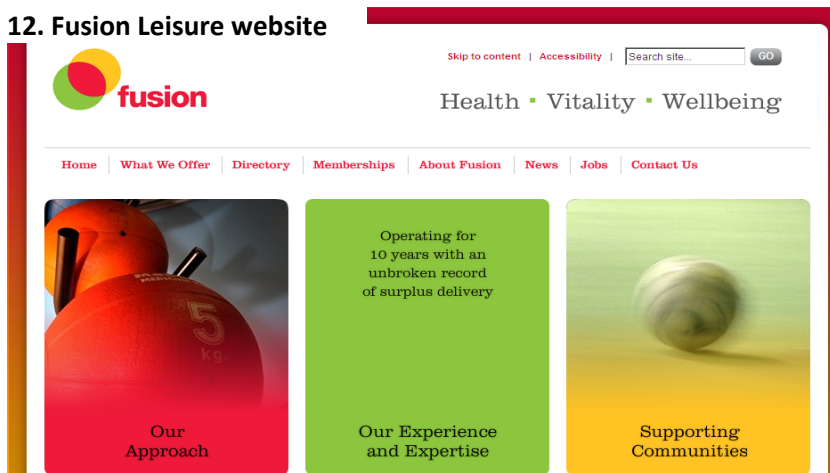 12. Fusion Leisure website
Skip to content | Accessibility | Search site... GO
fusion
Health ▪ Vitality ▪ Wellbeing
Home | What We Offer | Directory | Memberships | About Fusion | News | Jobs | Contact Us
5
kg.
Operating for
10 years with an
unbroken record
of surplus delivery
Our
Approach
Our Experience
and Expertise
Supporting
Communities